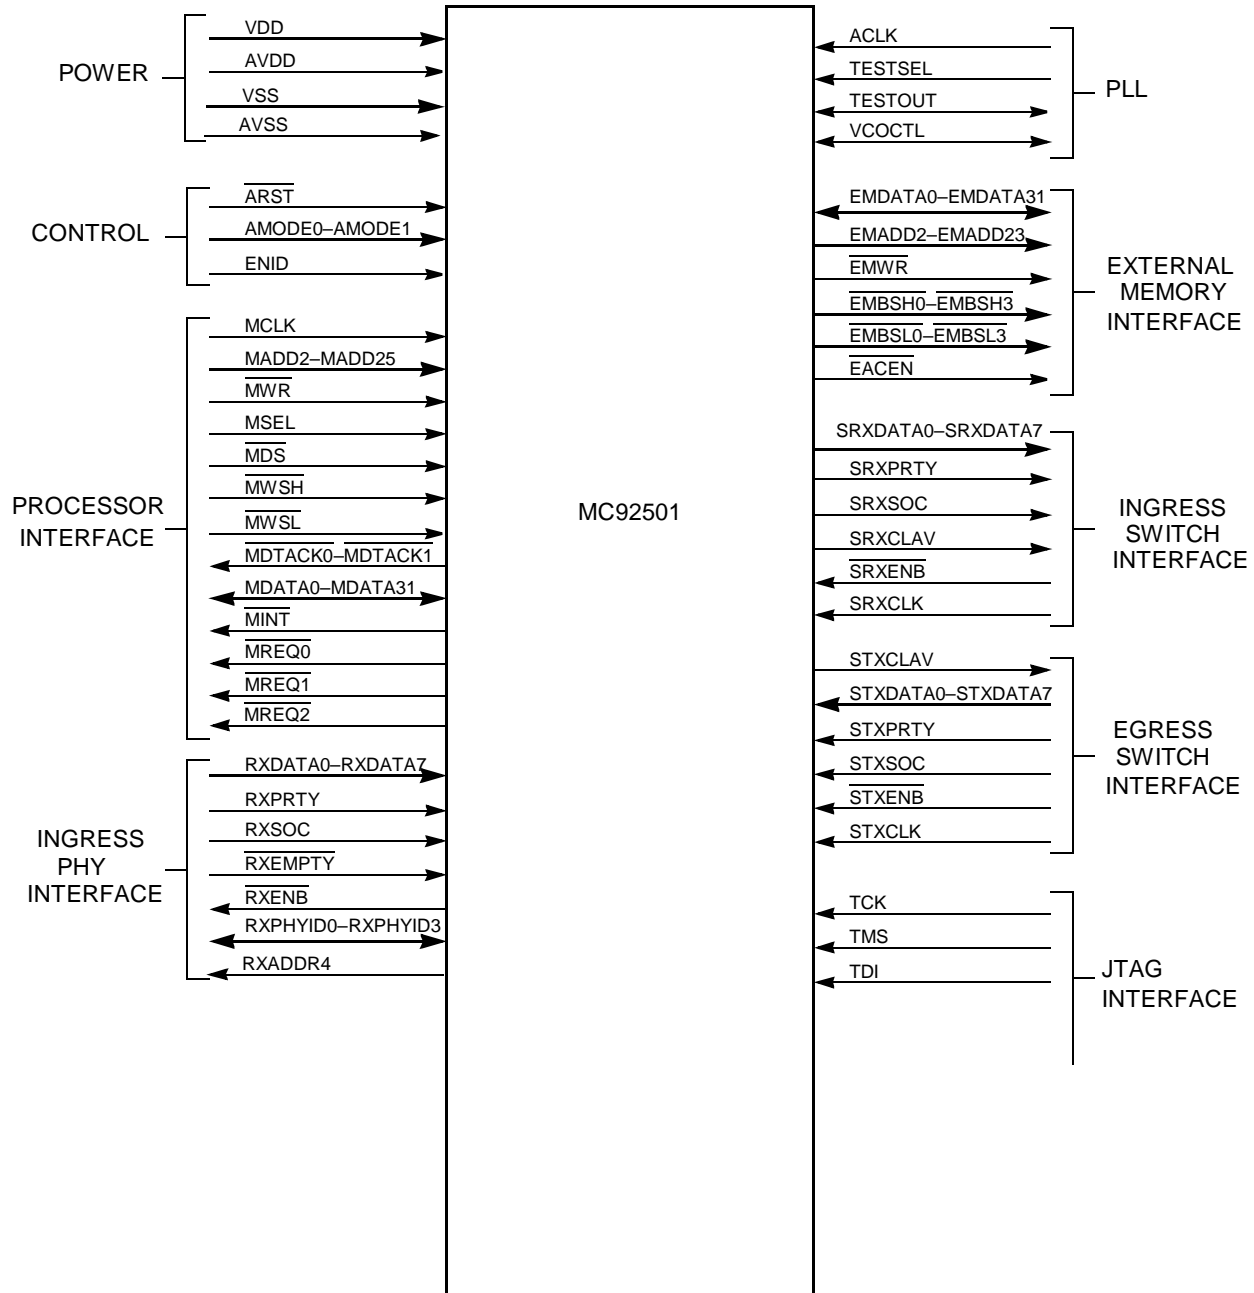 POWER
VDD
AVDD
VSS
AVSS
CONTROL
ARST
AMODE0–AMODE1
ENID
PROCESSOR
INTERFACE
MCLK
MADD2–MADD25
MWR
MSEL
MDS
MWSH
MWSL
MDTACK0–MDTACK1
MDATA0–MDATA31
MINT
MREQ0
MREQ1
MREQ2
INGRESS
PHY
INTERFACE
RXDATA0–RXDATA7
RXPRTY
RXSOC
RXEMPTY
RXENB
RXPHYID0–RXPHYID3
RXADDR4
MC92501
ACLK
TESTSEL
TESTOUT
VCOCTL
PLL
EMDATA0–EMDATA31
EMADD2–EMADD23
EMWR
EMBSH0–EMBSH3
EMBSL0–EMBSL3
EACEN
EXTERNAL
MEMORY
INTERFACE
SRXDATA0–SRXDATA7
SRXPRTY
SRXSOC
SRXCLAV
SRXENB
SRXCLK
INGRESS
SWITCH
INTERFACE
STXCLAV
STXDATA0–STXDATA7
STXPRTY
STXSOC
STXENB
STXCLK
EGRESS
SWITCH
INTERFACE
TCK
TMS
TDI
JTAG
INTERFACE